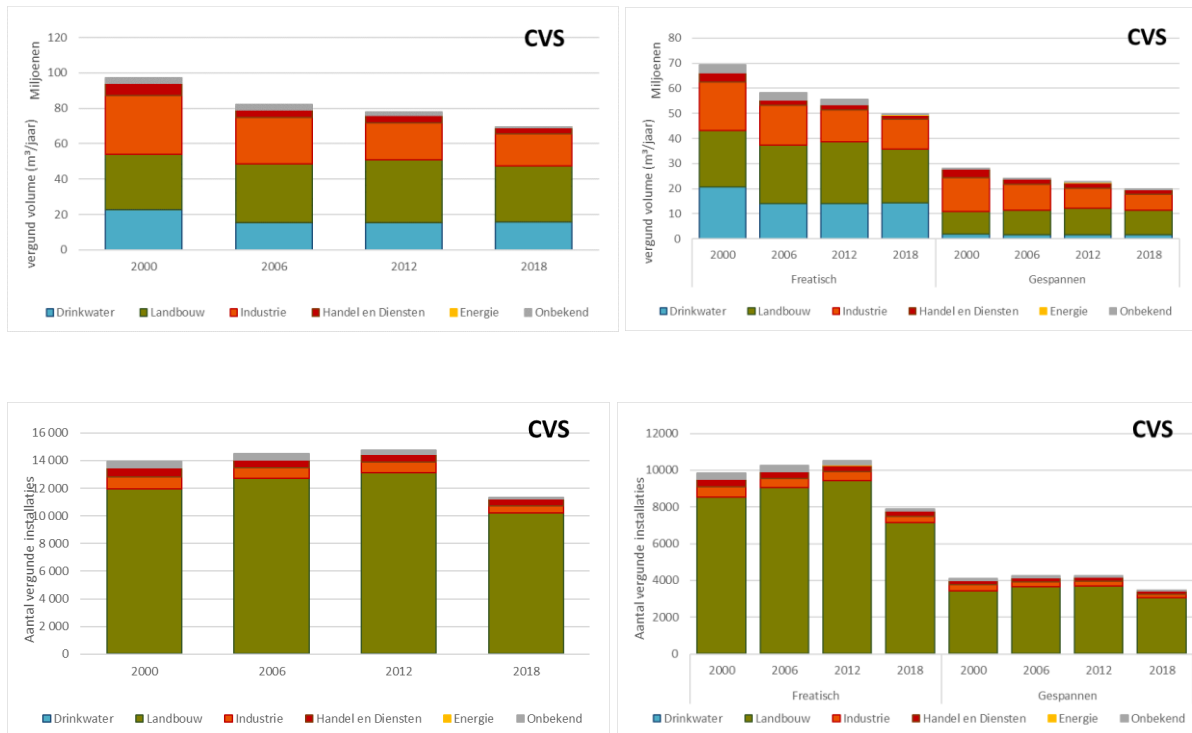 CVS
Miljoenen
vergund volume (m³/jaar)
120
100
80
60
40
20
0
2000 2006 2012 2018
Drinkwater Landbouw Industrie Handel en Diensten Energie Onbekend
CVS
Miljoenen
vergund volume (m³/jaar)
80
70
60
50
40
30
20
10
0
2000 2006 2012 2018 2000 2006 2012 2018
Freatisch Gespannen
Drinkwater Landbouw Industrie Handel en Diensten Energie Onbekend
CVS
Aantal vergunde installaties
16 000
14 000
12 000
10 000
8 000
6 000
4 000
2 000
0
2000 2006 2012 2018
Drinkwater Landbouw Industrie Handel en Diensten Energie Onbekend
CVS
Aantal vergunde installaties
12000
10000
8000
6000
4000
2000
0
2000 2006 2012 2018 2000 2006 2012 2018
Freatisch Gespannen
Drinkwater Landbouw Industrie Handel en Diensten Energie Onbekend